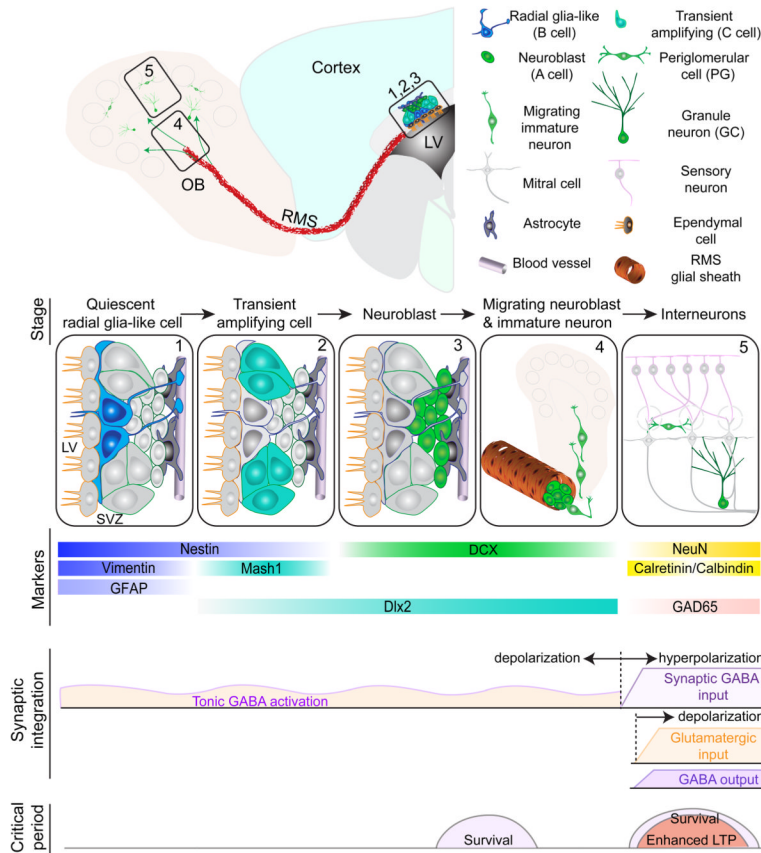 5
4
OB
RMS
Cortex
1,2,3
LV
Radial glia-like
(B cell)
Transient
amplifying (C cell)
Neuroblast
(A cell)
Periglomerular
cell (PG)
Migrating
immature
neuron
Granule
neuron (GC)
Mitral cell
Sensory
neuron
Astrocyte
Ependymal
cell
Blood vessel
RMS
glial sheath
Stage
Quiescent
radial glia-like cell
Transient
amplifying cell
Neuroblast
Migrating neuroblast
& immature neuron
Interneurons
1
2
3
4
5
LV
SVZ
Markers
Nestin
DCX
NeuN
Vimentin
Mash1
Calretinin/Calbindin
GFAP
Dlx2
GAD65
Synaptic
integration
depolarization
hyperpolarization
Tonic GABA activation
Synaptic GABA
input
depolarization
Glutamatergic
input
GABA output
Critical
period
Survival
Survival
Enhanced LTP